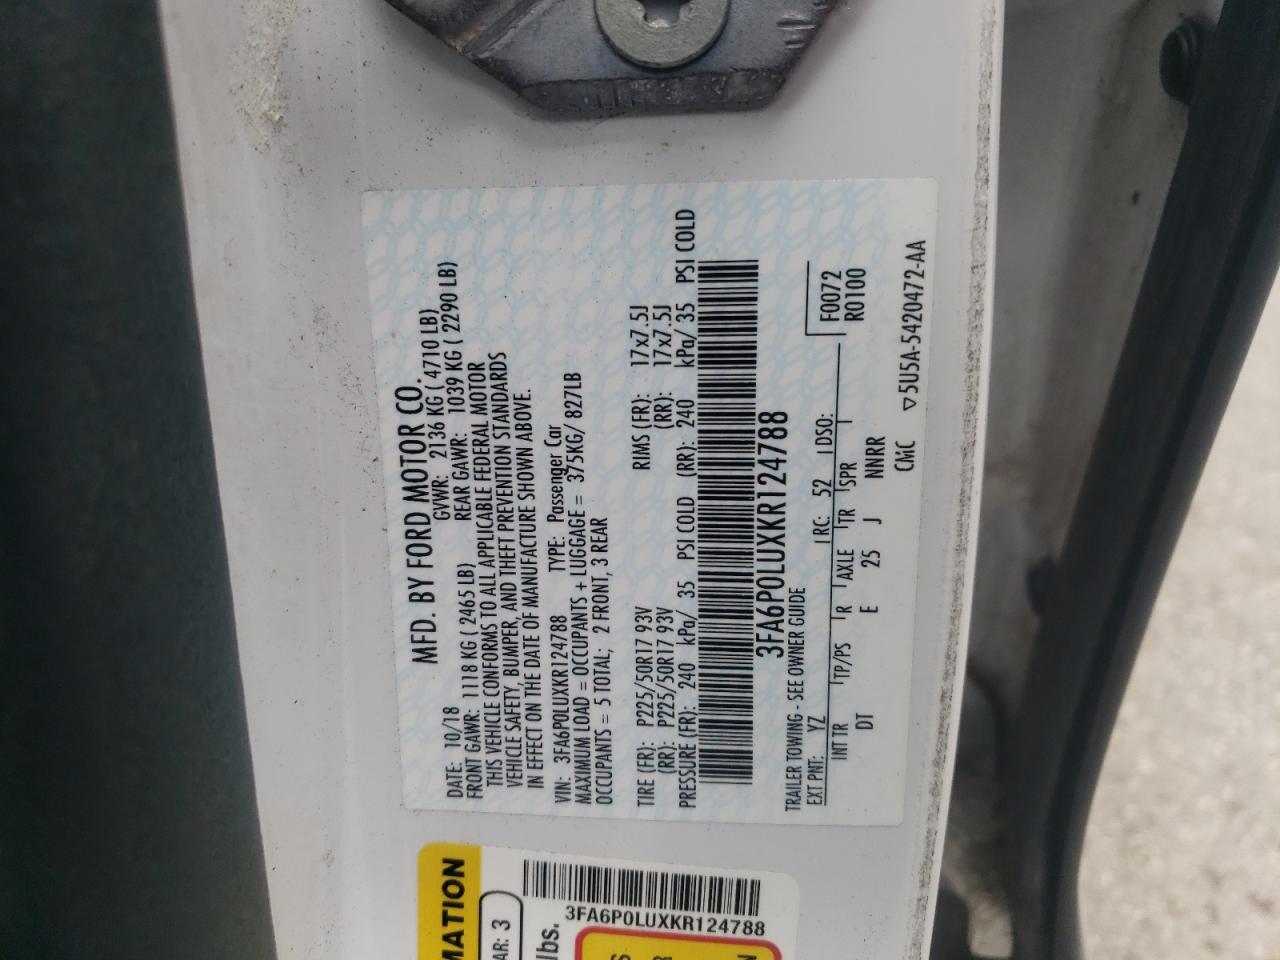 MFD. BY FORD MOTOR CO.
DATE: 10/18 GVWR: 2136 KG ( 4710 LB)
FRONT GAWR: 1118 KG ( 2465 LB) REAR GAWR: 1039 KG ( 2290 LB)
THIS VEHICLE CONFORMS TO ALL APPLICABLE FEDERAL MOTOR
VEHICLE SAFETY, BUMPER, AND THEFT PREVENTION STANDARDS
IN EFFECT ON THE DATE OF MANUFACTURE SHOWN ABOVE.
VIN: 3FA6P0LUXKR124788 TYPE: Passenger Car
MAXIMUM LOAD = OCCUPANTS + LUGGAGE = 375KG/ 827LB
OCCUPANTS = 5 TOTAL; 2 FRONT, 3 REAR
TIRE (FR): P225/50R17 93V RIMS (FR): 17x7.5J
(RR): P225/50R17 93V (RR): 17x7.5J
PRESSURE (FR): 240 kPa/ 35 PSI COLD (RR): 240 kPa/ 35 PSI COLD
3FA6P0LUXKR124788
TRAILER TOWING - SEE OWNER GUIDE
F0072
EXT PNT: YZ RC: 52 DSO:
R0100
INT TR TP/PS R AXLE TR SPR
DT E 25 J NNRR
CMC
5U5A-5420472-AA
MATION
AR: 3
3FA6P0LUXKR124788
lbs.